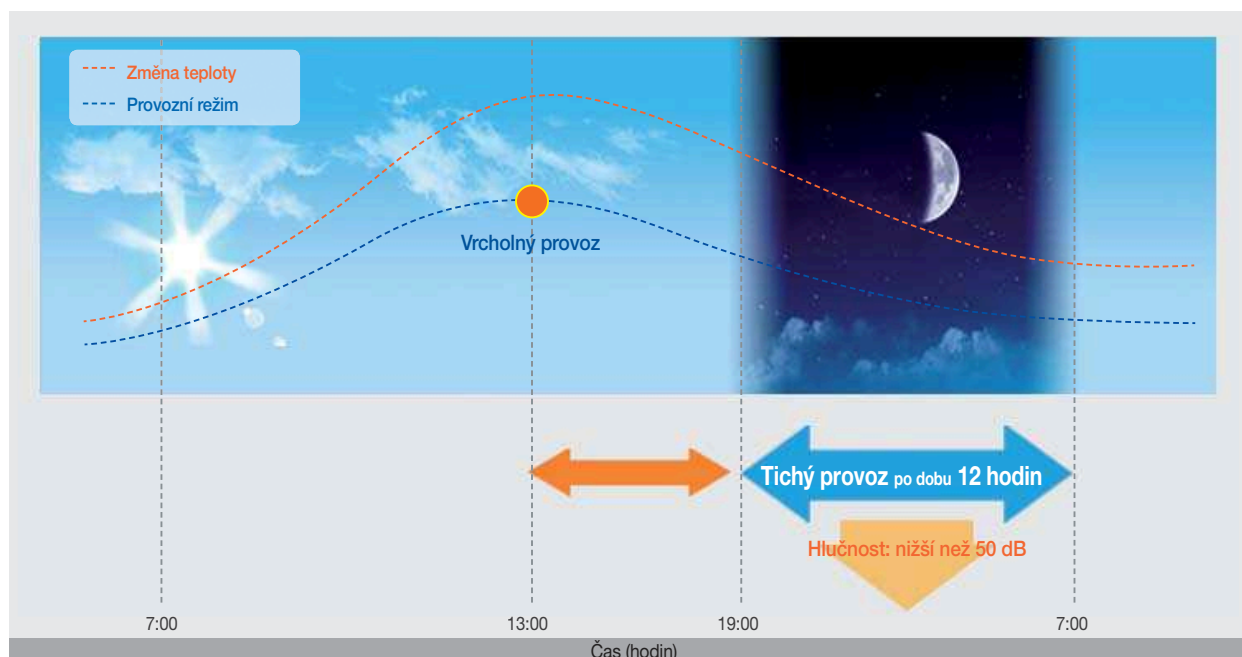 Změna teploty
Provozní režim
Vrcholný provoz
Tichý provoz po dobu 12 hodin
Hlučnost: nižší než 50 dB
7:00 13:00 19:00 7:00
Čas (hodin)